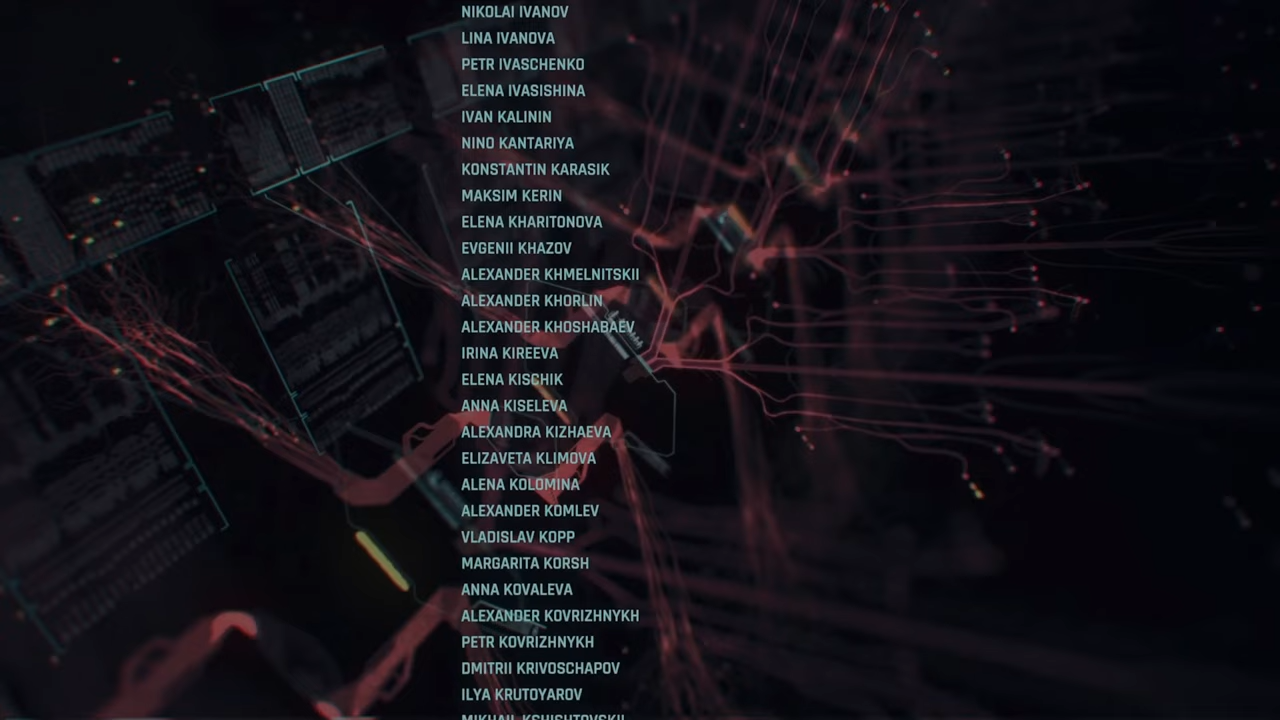 NIKOLAI IVANOV
LINA IVANOVA
PETR IVASCHENKO
ELENA IVASISHINA
IVAN KALININ
NINO KANTARIYA
KONSTANTIN KARASIK
MAKSIM KERIN
ELENA KHARITONOVA
EVGENII KHAZOV
ALEXANDER KHMELNITSKII
ALEXANDER KHORLIN
ALEXANDER KHOSHABAEV
IRINA KIREEVA
ELENA KISCHIK
ANNA KISELEVA
ALEXANDRA KIZHAEVA
ELIZAVETA KLIMOVA
ALENA KOLOMINA
ALEXANDER KOMLEV
VLADISLAV KOPP
MARGARITA KORSH
ANNA KOVALEVA
ALEXANDER KOVRIZHNYKH
PETR KOVRIZHNYKH
DMITRII KRIVOSCHAPOV
ILYA KRUTOYAROV
MIKHAIL KSHISHTOVSKII